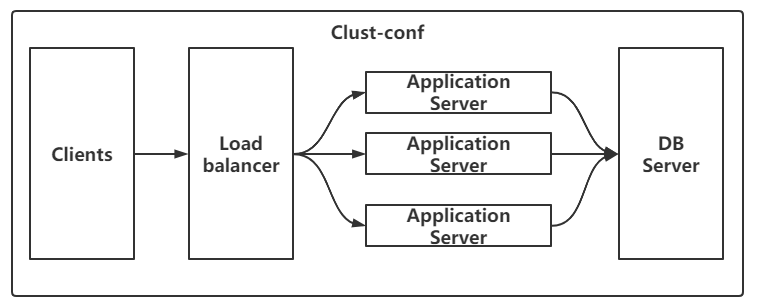 Clust-conf
Clients
Load
balancer
Application
Server
Application
Server
Application
Server
DB
Server